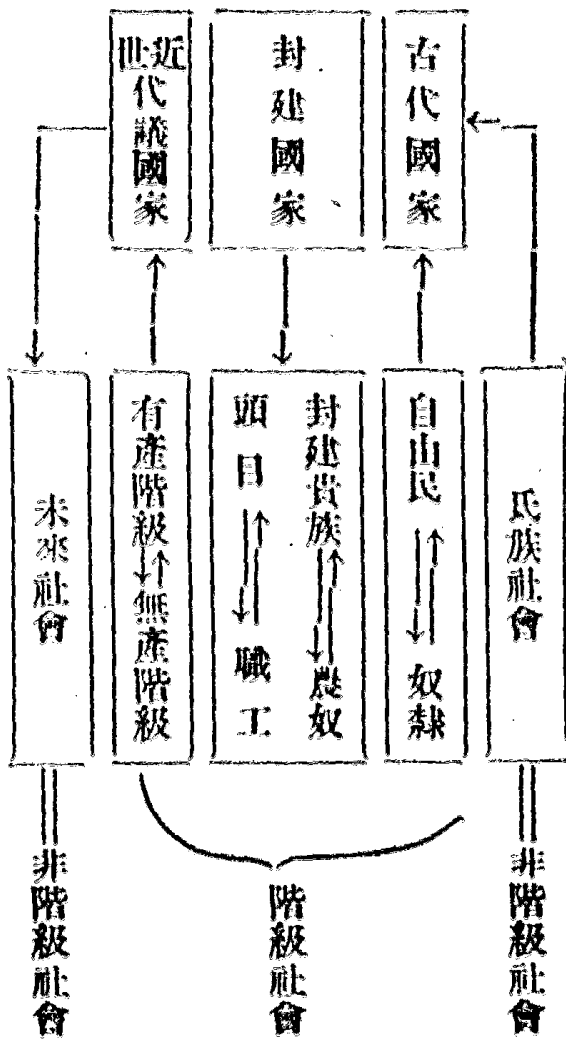 古代國家
封建國家
近世代議國家
氏族社會
自由民 奴隸
封建貴族 農奴
頭目 職工
有產階級 無產階級
未來社會
非階級社會
階級社會
非階級社會